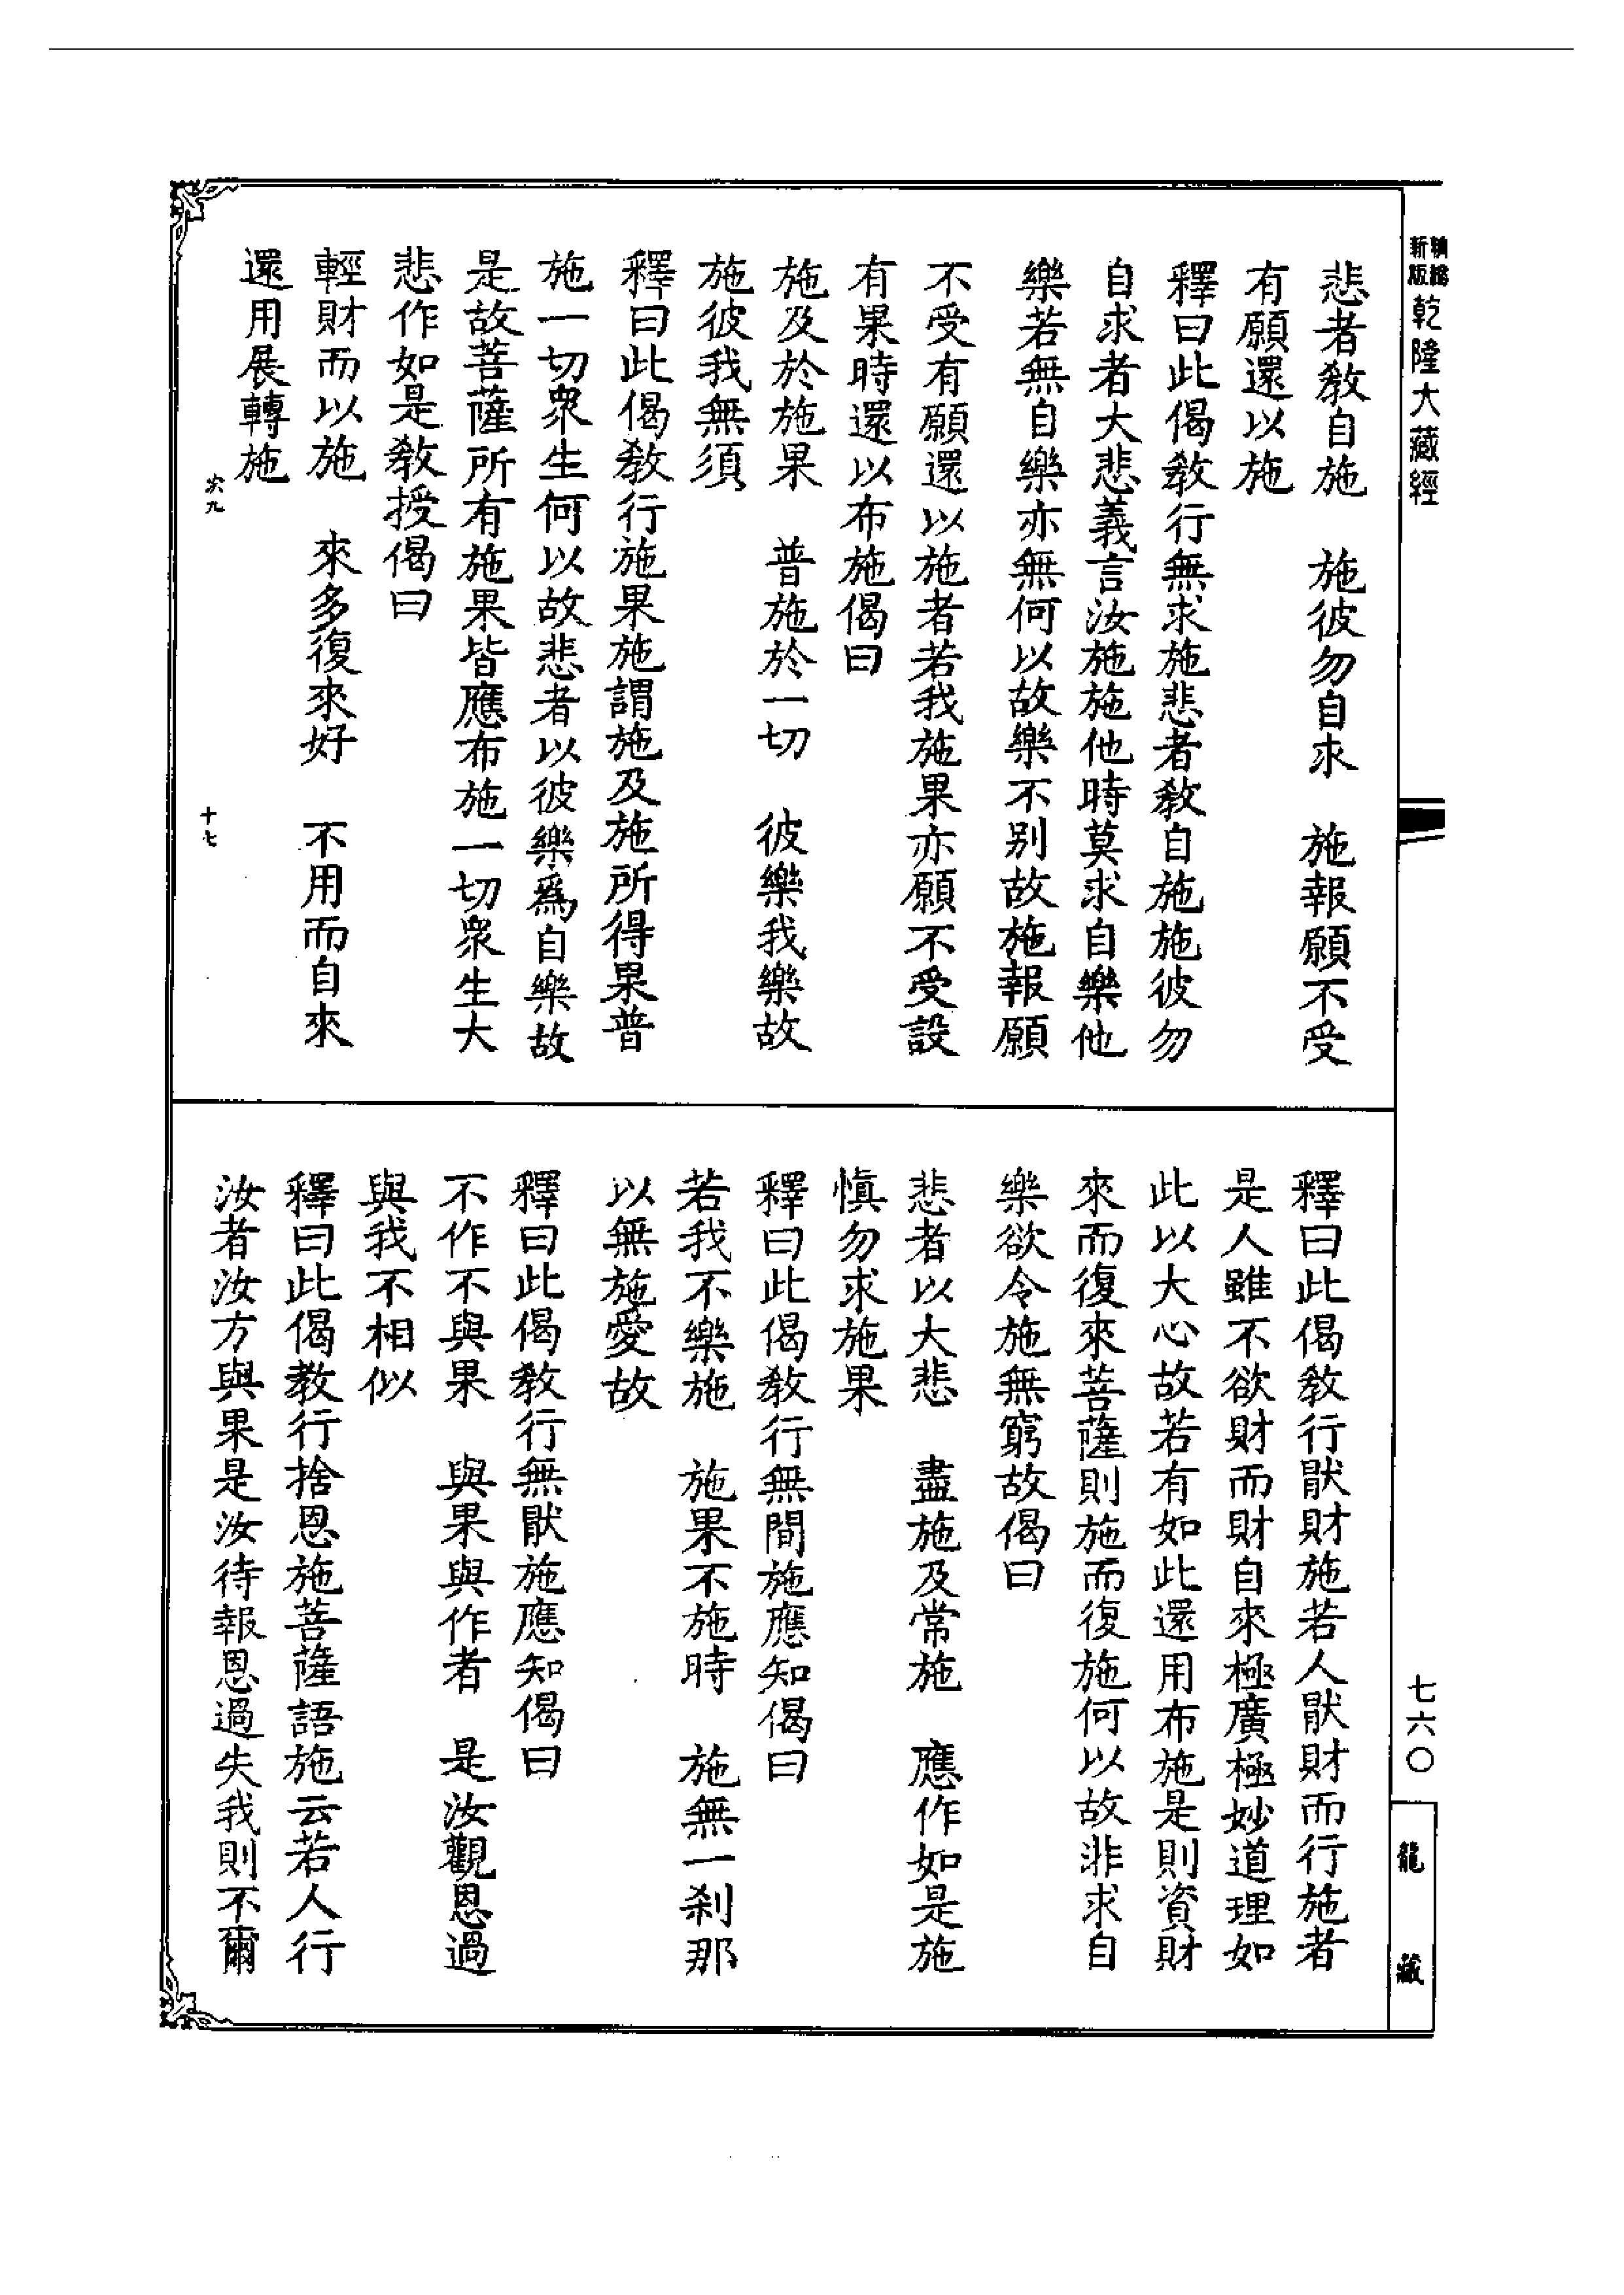 新版精縮乾隆大藏經
悲者教自施　施彼勿自求　施報願不受
有願還以施
釋曰此偈教行無求施悲者教自施施彼勿
自求者大悲義言汝施施他時莫求自樂他
樂若無自樂亦無何以故樂不別故施報願
不受有願還以施者若我施果亦願不受設
有果時還以布施偈曰
施及於施果　普施於一切　彼樂我樂故
施彼我無須
釋曰此偈教行施果施謂施及施所得果普
施一切衆生何以故悲者以彼樂爲自樂故
是故菩薩所有施果皆應布施一切衆生大
悲作如是教授偈曰
輕財而以施　來多復來好　不用而自來
還用展轉施
九
十七
釋曰此偈教行猒財施若人猒財而行施者
是人雖不欲財而財自來極廣極妙道理如
此以大心故若有如此還用布施是則資財
來而復來菩薩則施而復施何以故非求自
樂欲令施無窮故偈曰
悲者以大悲　盡施及常施　應作如是施
愼勿求施果
釋曰此偈教行無間施應知偈曰
若我不樂施　施果不施時　施無一刹那
以無施愛故
釋曰此偈教行無猒施應知偈曰
不作不與果　與果與作者　是汝觀恩過
與我不相似
釋曰此偈教行捨恩施菩薩語施云若人行
汝者汝方與果是汝待報恩過失我則不爾
七六〇
龍藏